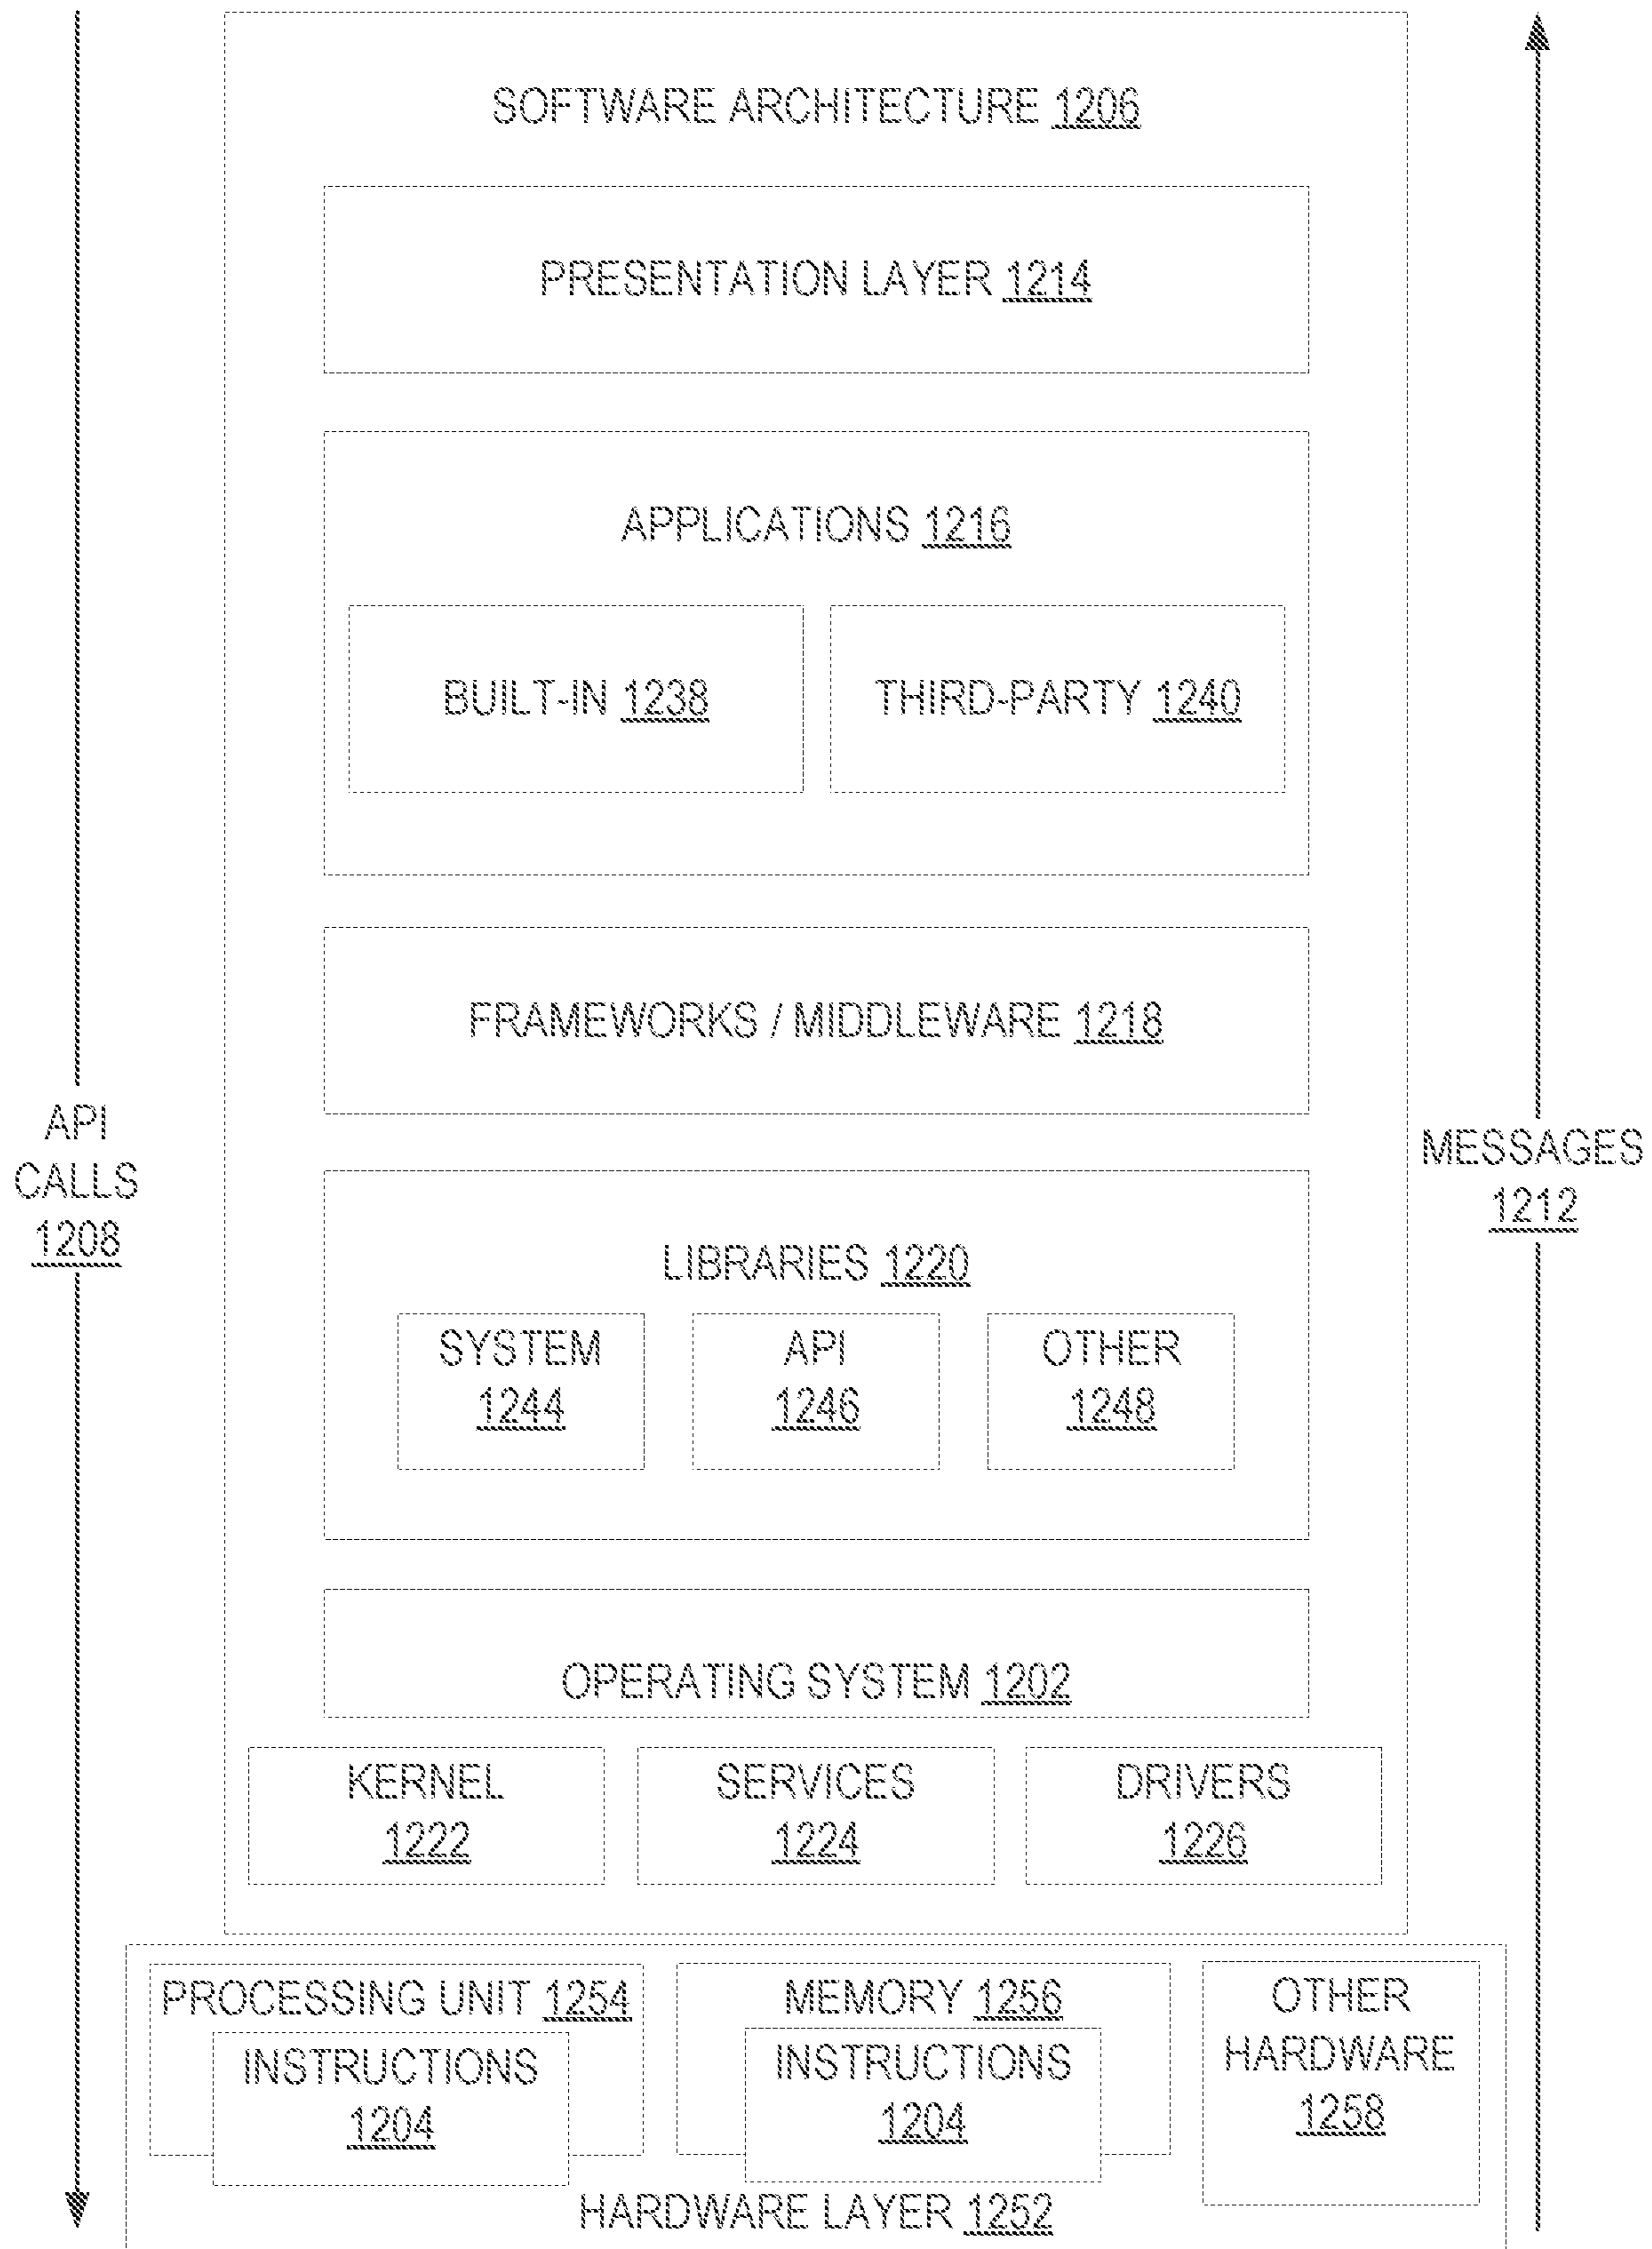 SOFTWARE ARCHITECTURE 1206
PRESENTATION LAYER 1214
APPLICATIONS 1216
BUILT-IN 1238
THIRD-PARTY 1240
FRAMEWORKS / MIDDLEWARE 1218
API
CALLS
1208
MESSAGES
1212
LIBRARIES 1220
SYSTEM
1244
API
1246
OTHER
1248
OPERATING SYSTEM 1202
KERNEL
1222
SERVICES
1224
DRIVERS
1226
PROCESSING UNIT 1254
INSTRUCTIONS
1204
MEMORY 1256
INSTRUCTIONS
1204
OTHER
HARDWARE
1258
HARDWARE LAYER 1252